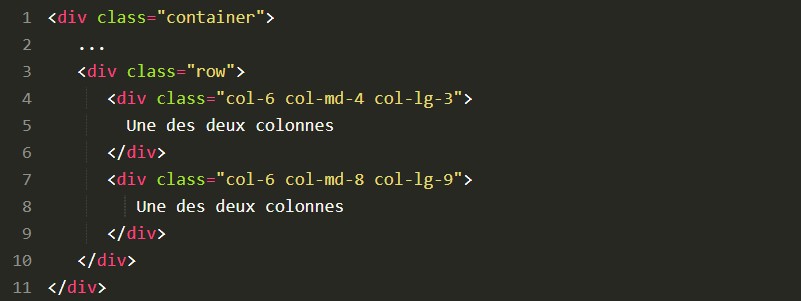 1 <div class="container">
2 ...
3 <div class="row">
4 <div class="col-6 col-md-4 col-lg-3">
5 Une des deux colonnes
6 </div>
7 <div class="col-6 col-md-8 col-lg-9">
8 Une des deux colonnes
9 </div>
10 </div>
11 </div>